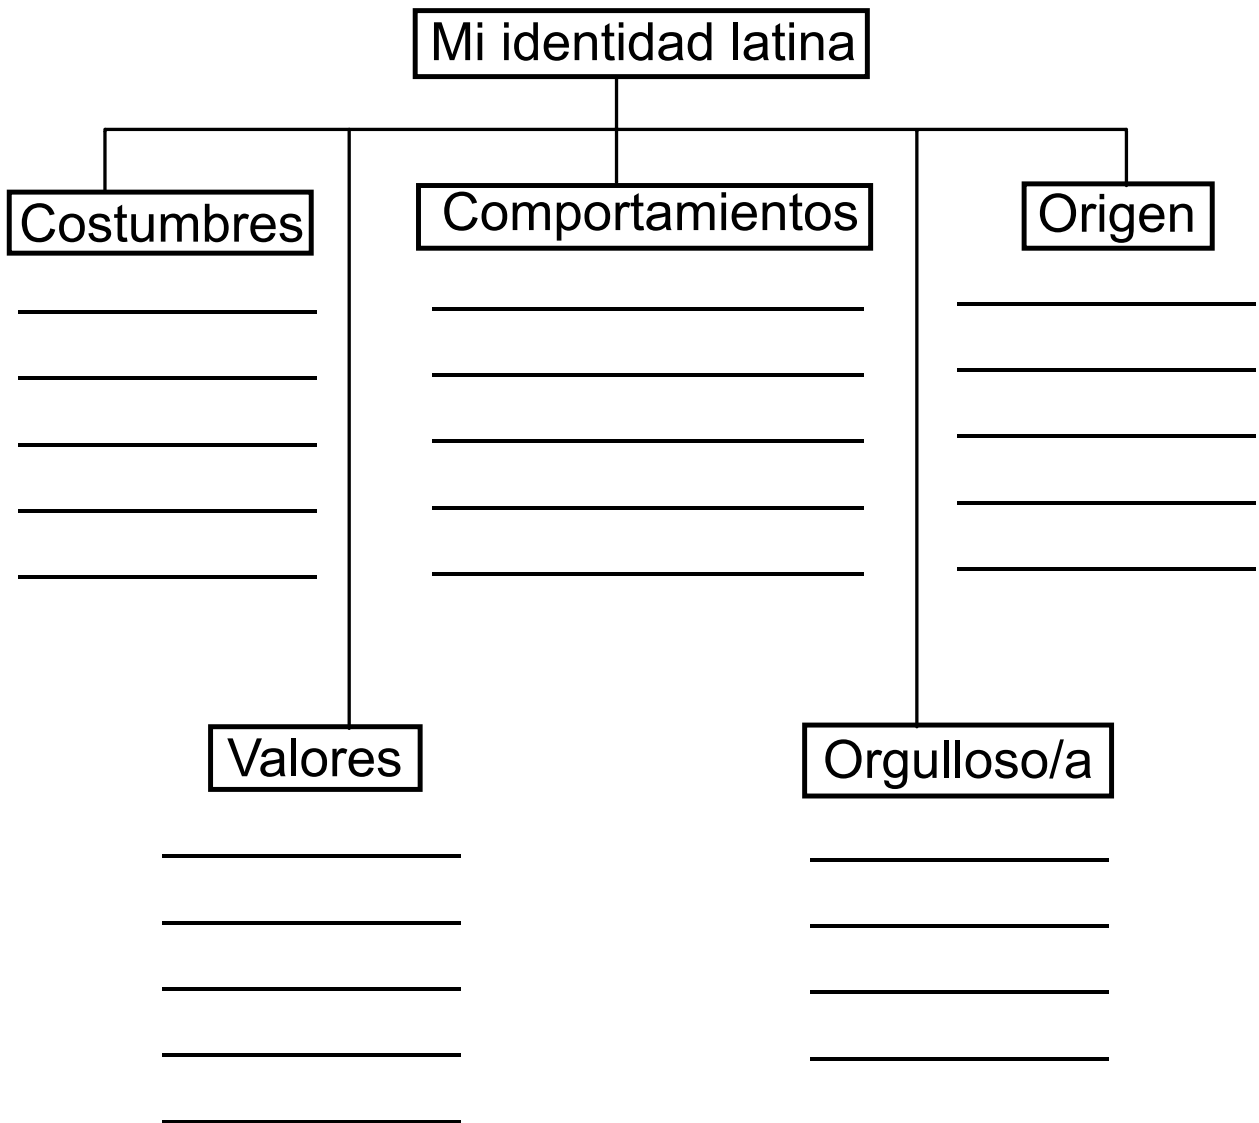 Mi identidad latina
Costumbres
Comportamientos
Origen
Valores
Orgulloso/a